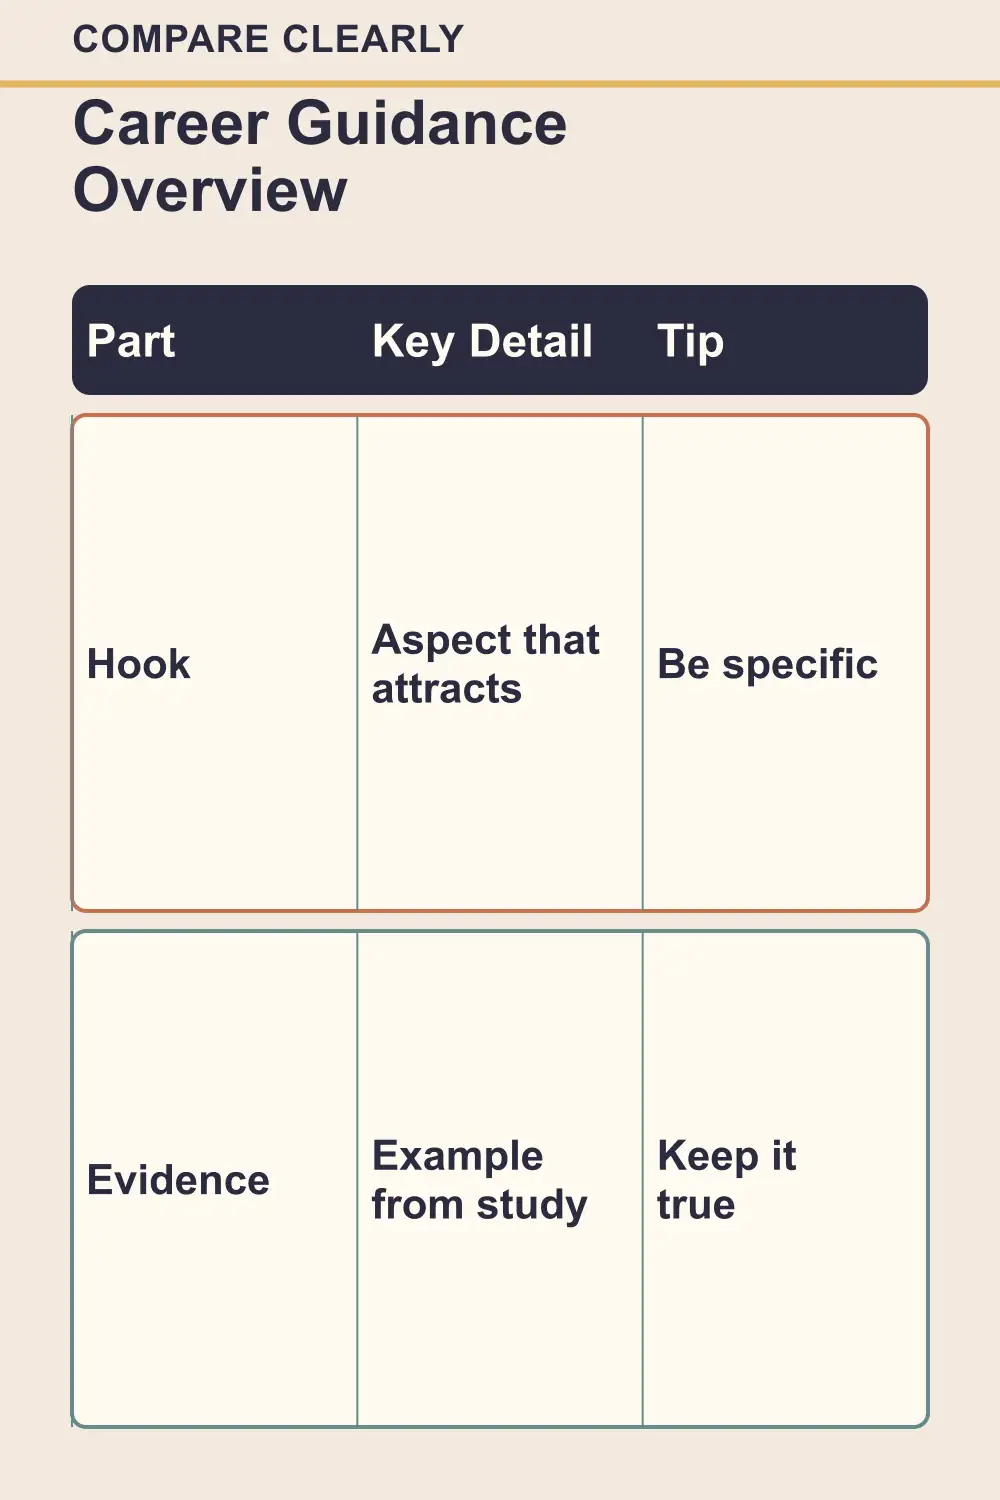 COMPARE CLEARLY
Career Guidance
Overview
Part Key Detail Tip
Hook
Aspect that
attracts
Be specific
Evidence
Example
from study
Keep it
true